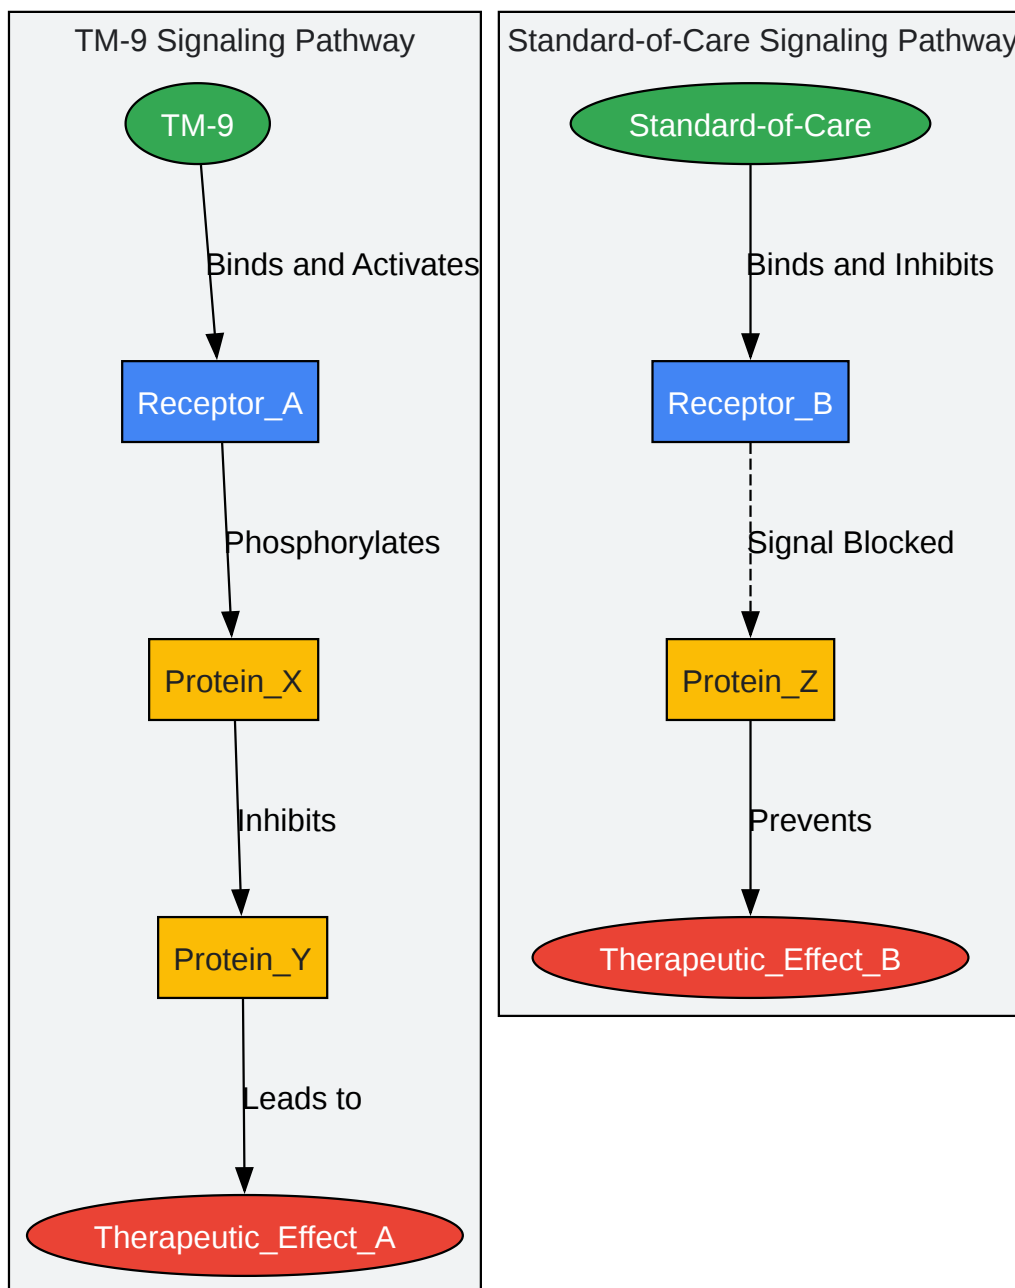 TM-9 Signaling Pathway
TM-9
Binds and Activates
Receptor_A
Phosphorylates
Protein_X
Inhibits
Protein_Y
Leads to
Therapeutic_Effect_A
Standard-of-Care Signaling Pathway
Standard-of-Care
Binds and Inhibits
Receptor_B
Signal Blocked
Protein_Z
Prevents
Therapeutic_Effect_B